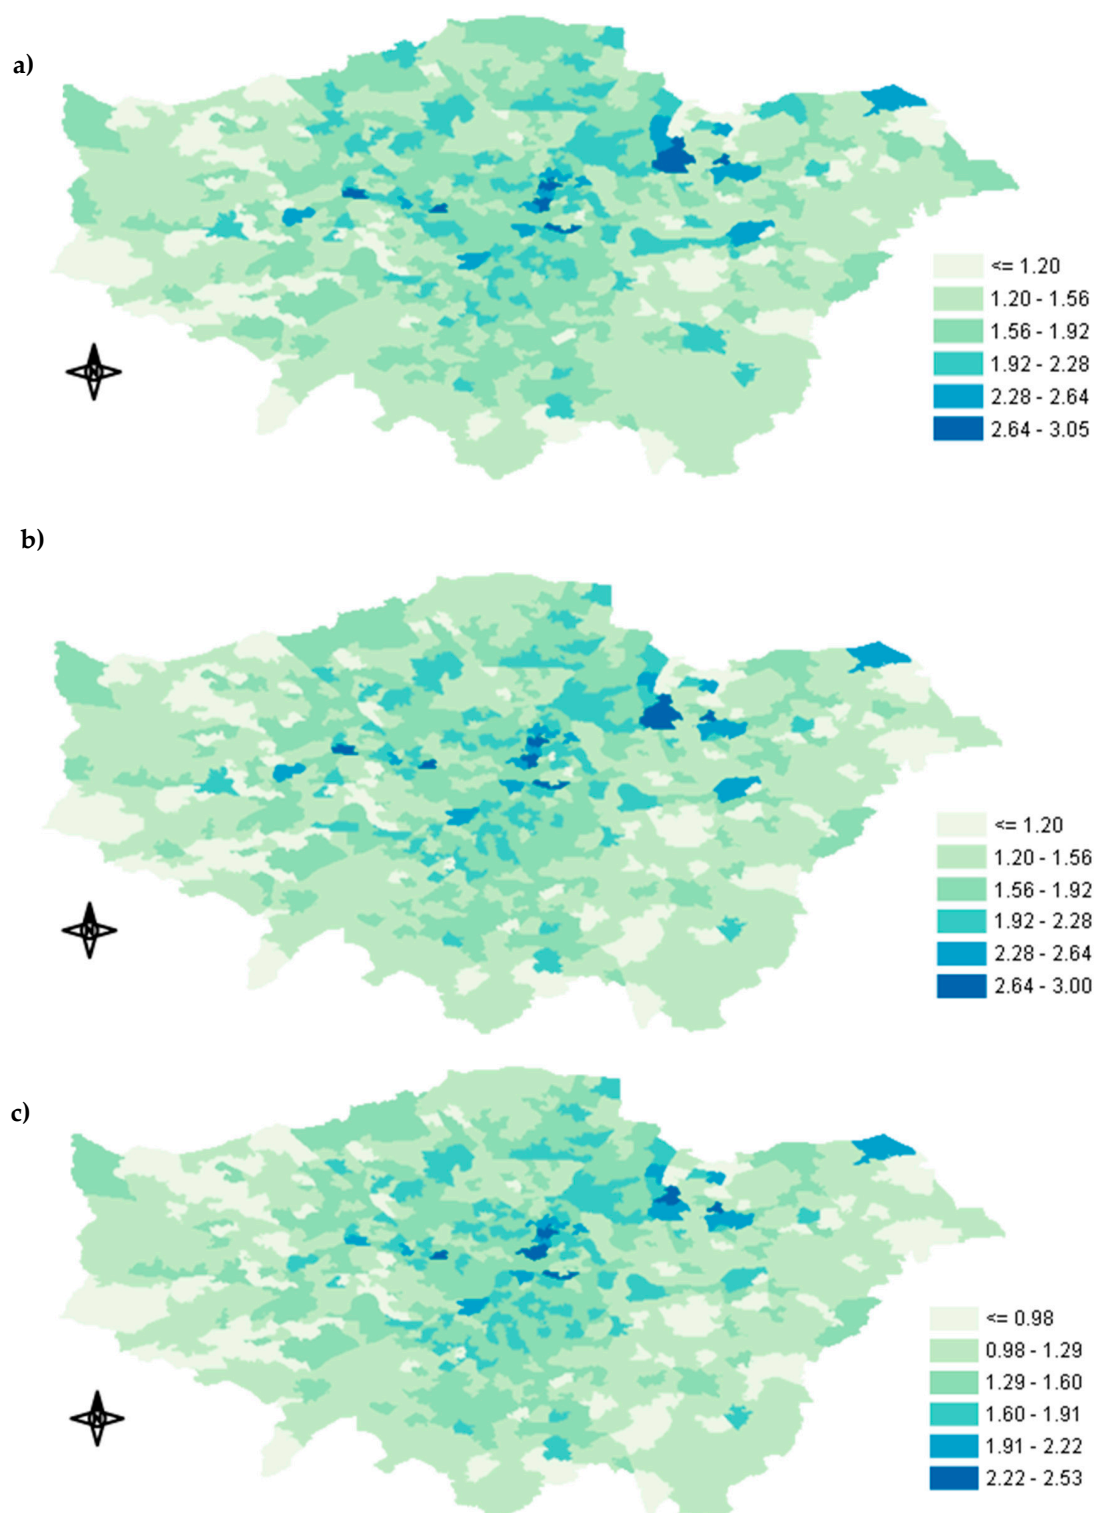 a)
<= 1.20
1.20 - 1.56
1.56 - 1.92
1.92 - 2.28
2.28 - 2.64
2.64 - 3.05
N
b)
<= 1.20
1.20 - 1.56
1.56 - 1.92
1.92 - 2.28
2.28 - 2.64
2.64 - 3.00
N
c)
<= 0.98
0.98 - 1.29
1.29 - 1.60
1.60 - 1.91
1.91 - 2.22
2.22 - 2.53
N